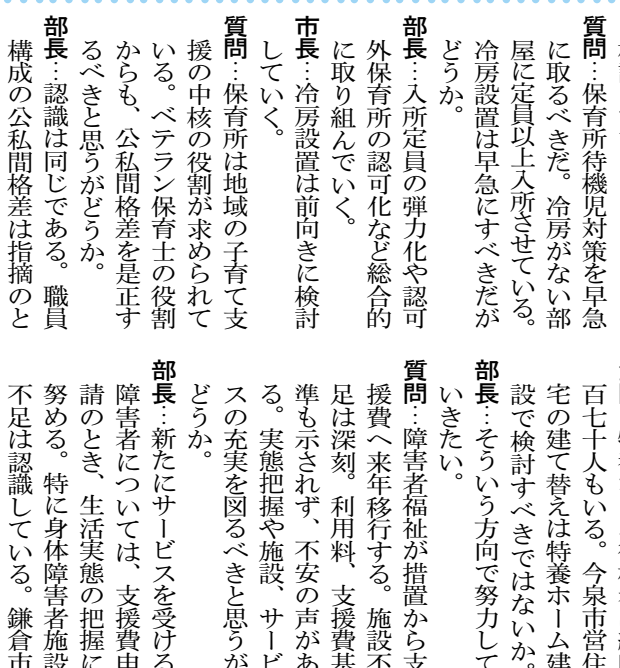 質問…保育所待機児対策を早急
に取るべきだ。冷房がない部
屋に定員以上入所させている。
冷房設置は早急にすべきだが
どうか。
部長…入所定員の弾力化や認可
外保育所の認可化など総合的
に取り組んでいく。
市長…冷房設置は前向きに検討
していく。
質問…保育所は地域の子育て支
援の中核の役割が求められて
いる。ベテラン保育士の役割
からも、公私間格差を是正す
るべきと思うがどうか。
部長…認識は同じである。職員
構成の公私間格差は指摘のと
百七十人もいる。今泉市営住
宅の建て替えは特養ホーム建
設で検討すべきではないか。
部長…そういう方向で努力して
いきたい。
質問…障害者福祉が措置から支
援費へ来年移行する。施設不
足は深刻。利用料、支援費基
準も示されず、不安の声があ
る。実態把握や施設、サービ
スの充実を図るべきと思うが
どうか。
部長…新たにサービスを受ける
障害者については、支援費申
請のとき、生活実態の把握に
努める。特に身体障害者施設
不足は認識している。鎌倉市